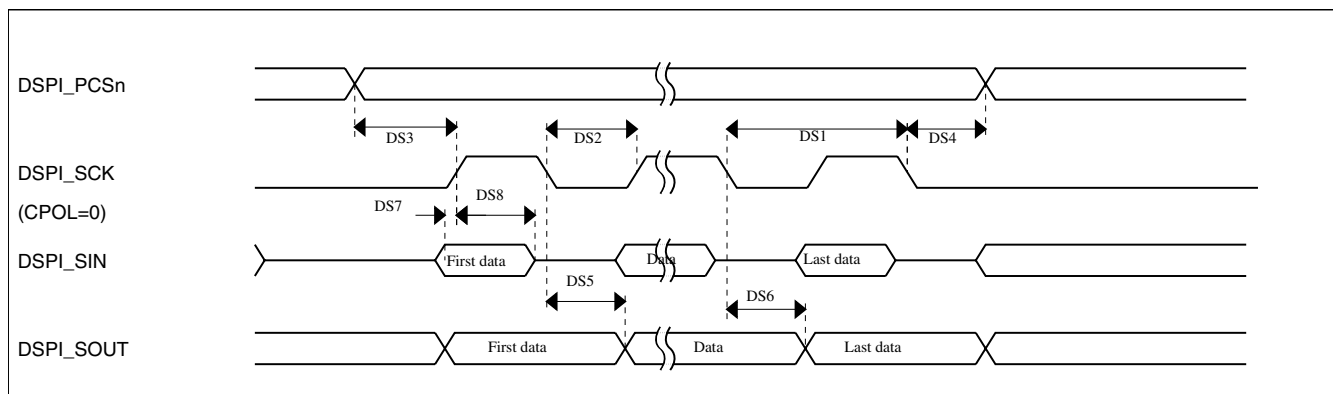 DSPI_PCSn
DS3
DS2
DS1
DS4
DSPI_SCK
(CPOL=0)
DS7
DS8
DSPI_SIN
First data
Data
Last data
DS5
DS6
DSPI_SOUT
First data
Data
Last data